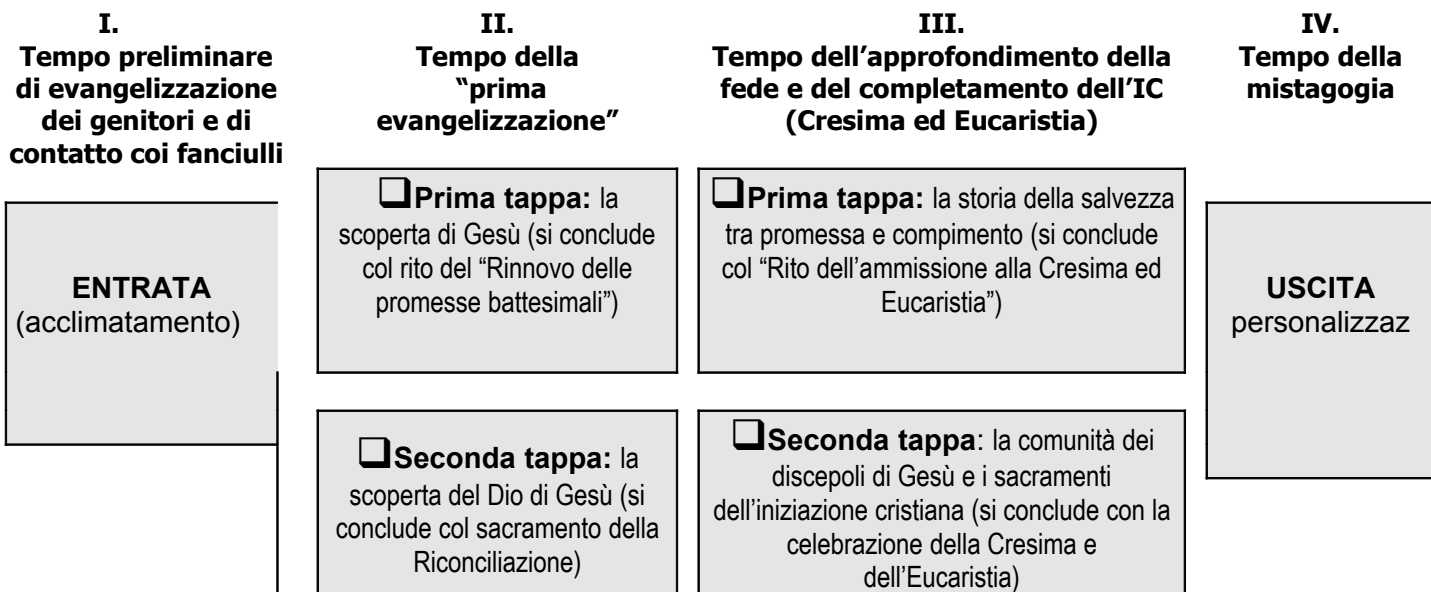 I.
Tempo preliminare
di evangelizzazione
dei genitori e di
contatto coi fanciulli
ENTRATA
(acclimatamento)
II.
Tempo della
“prima
evangelizzazione”
❑Prima tappa: la
scoperta di Gesù (si conclude
col rito del “Rinnovo delle
promesse battesimali”)
❑Seconda tappa: la
scoperta del Dio di Gesù (si
conclude col sacramento della
Riconciliazione)
III.
Tempo dell’approfondimento della
fede e del completamento dell’IC
(Cresima ed Eucaristia)
❑Prima tappa: la storia della salvezza
tra promessa e compimento (si conclude
col “Rito dell’ammissione alla Cresima ed
Eucaristia”)
❑Seconda tappa: la comunità dei
discepoli di Gesù e i sacramenti
dell’iniziazione cristiana (si conclude con la
celebrazione della Cresima e
dell’Eucaristia)
IV.
Tempo della
mistagogia
USCITA
personalizzaz